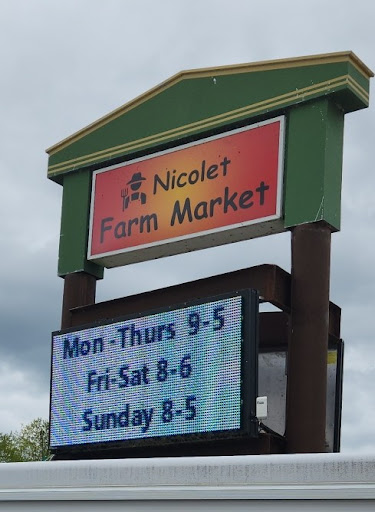 Nicolet
Farm Market
Mon-Thurs 9-5
Fri-Sat 8-6
Sunday 8-5